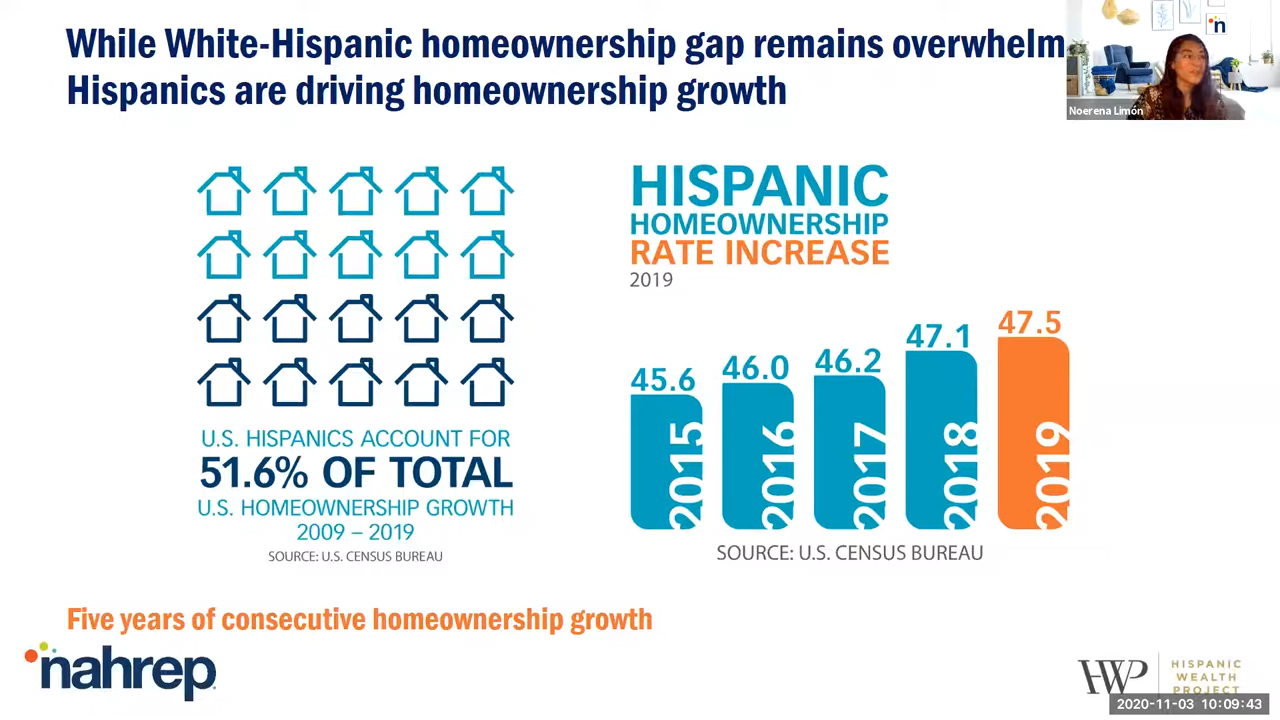 While White-Hispanic homeownership gap remains overwhelm
Hispanics are driving homeownership growth
n
Noerena Limón
U.S. HISPANICS ACCOUNT FOR
51.6% OF TOTAL
U.S. HOMEOWNERSHIP GROWTH
2009 – 2019
SOURCE: U.S. CENSUS BUREAU
HISPANIC
HOMEOWNERSHIP
RATE INCREASE
2019
45.6
46.0
46.2
47.1
47.5
2015
2016
2017
2018
2019
SOURCE: U.S. CENSUS BUREAU
Five years of consecutive homeownership growth
nahrep
HWP
HISPANIC
WEALTH
PROJECT
2020-11-03 10:09:43